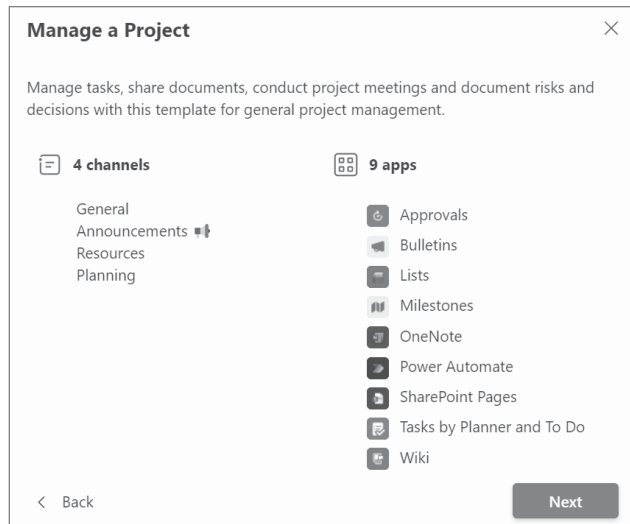 Manage a Project
Manage tasks, share documents, conduct project meetings and document risks and
decisions with this template for general project management.
4 channels
General
Announcements
Resources
Planning
9 apps
Approvals
Bulletins
Lists
Milestones
OneNote
Power Automate
SharePoint Pages
Tasks by Planner and To Do
Wiki
Back
Next